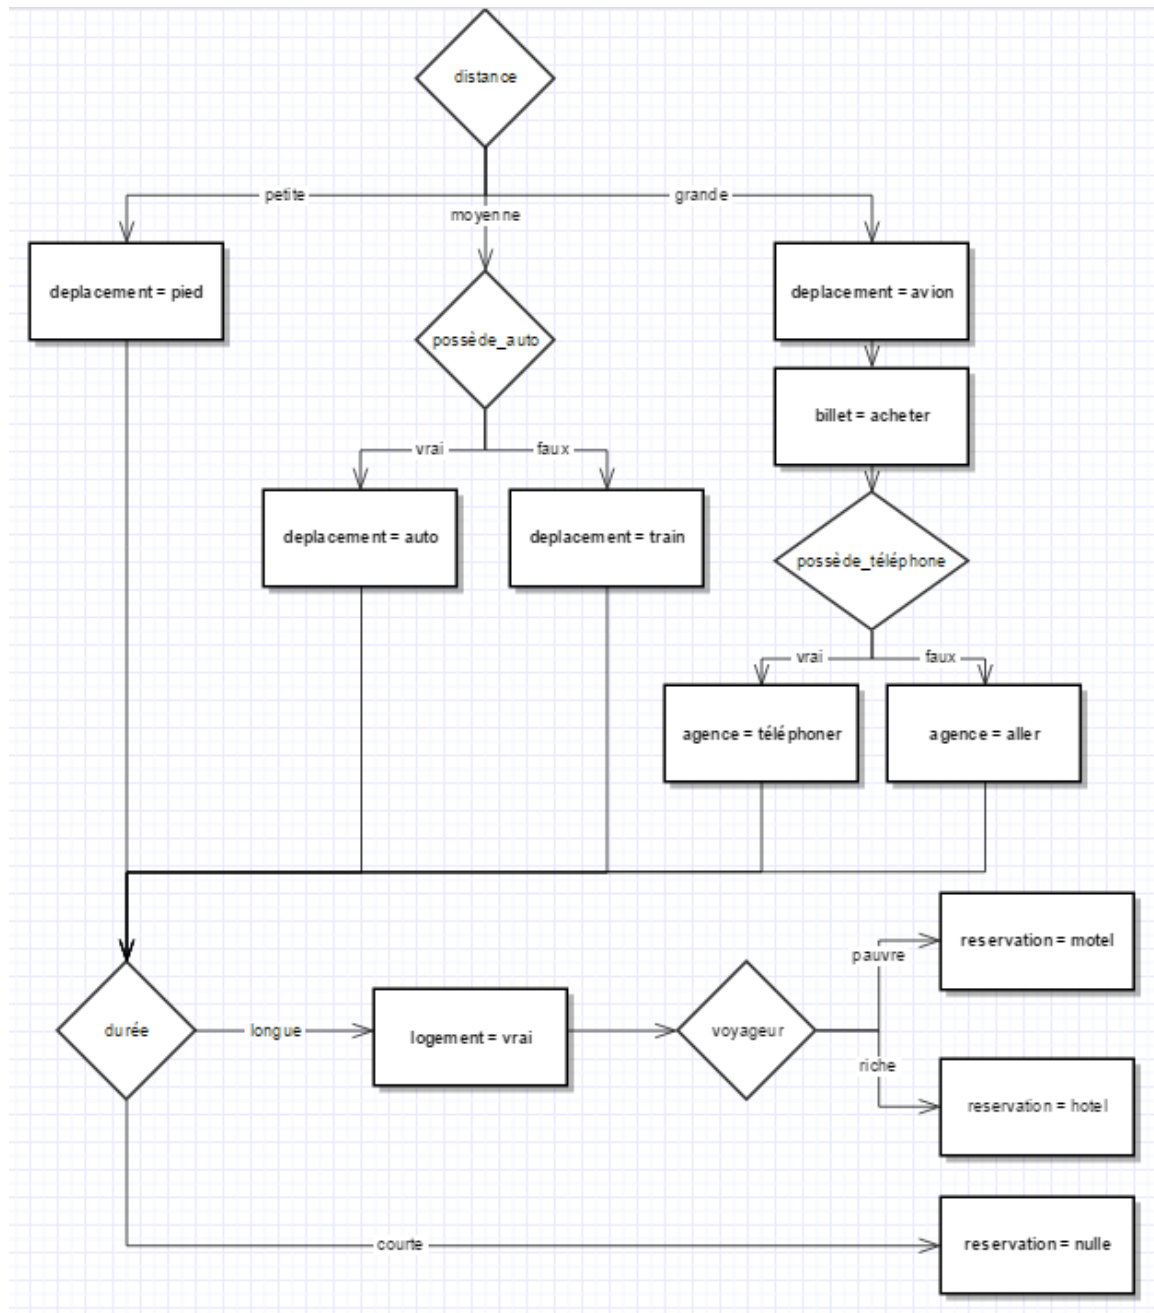 distance
petite
grande
moyenne
deplacement = pied
deplacement = avion
possède_auto
billet = acheter
vrai
faux
deplacement = auto
deplacement = train
possède_téléphone
vrai
faux
agence = téléphoner
agence = aller
reservation = motel
pauvre
durée
longue
logement = vrai
voyageur
riche
reservation = hotel
courte
reservation = nulle